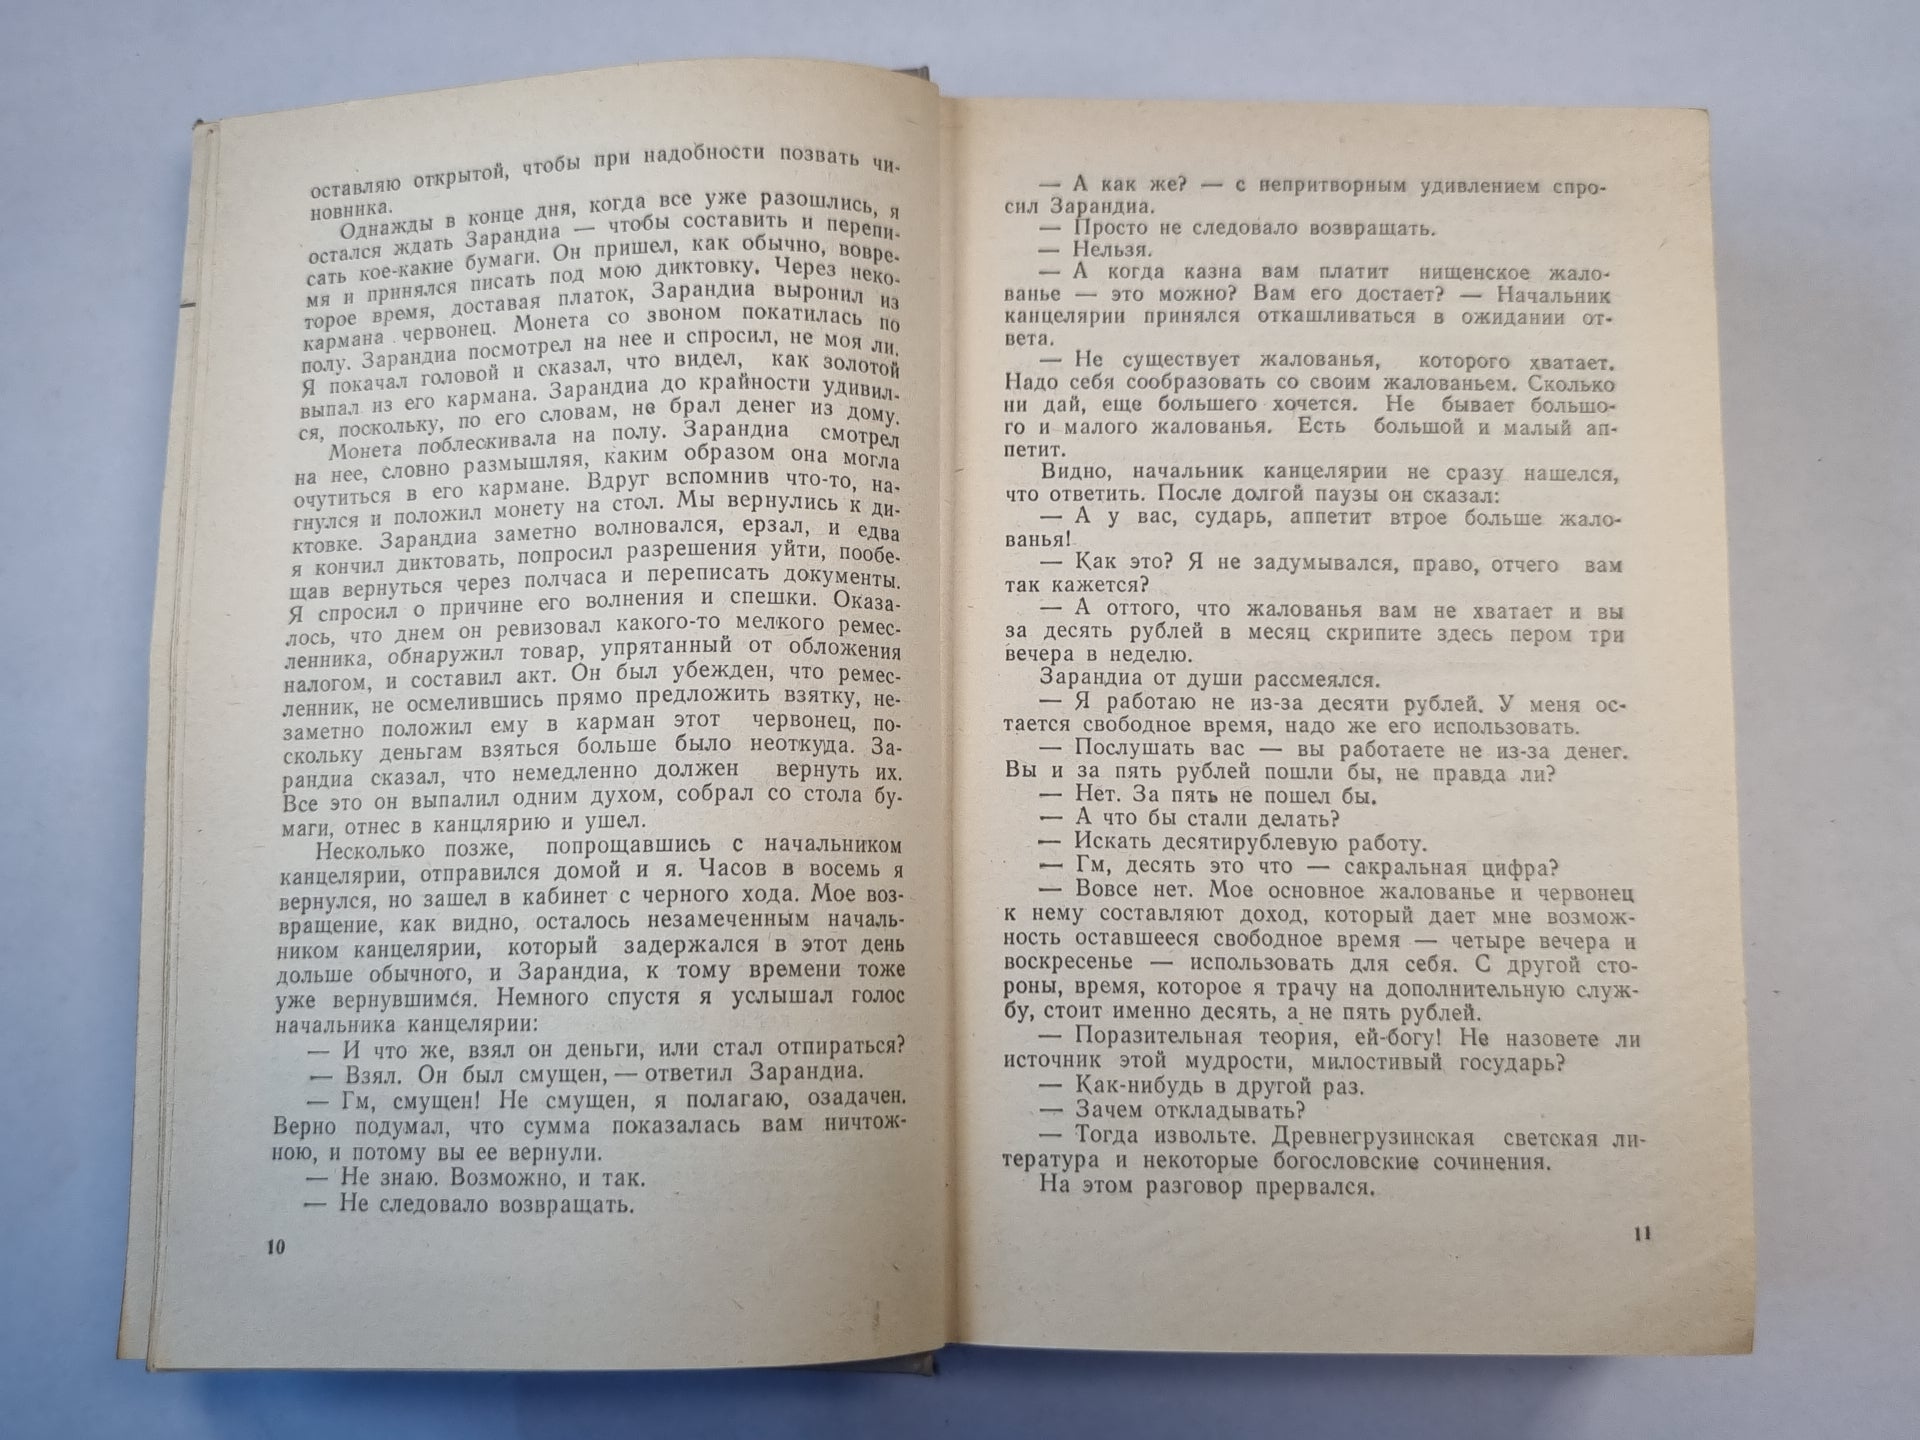 оставляю открытой, чтобы при надобности позвать чи-
новника.
Однажды в конце дня, когда все уже разошлись, я
остался ждать Зарандиа — чтобы составить и перепи-
сать кое-какие бумаги. Он пришел, как обычно, вовре-
мя и принялся писать под мою диктовку. Через неко-
торое время, доставая платок, Зарандиа выронил из
кармана червонец. Монета со звоном покатилась по
полу. Зарандиа посмотрел на нее и спросил, не моя ли.
Я покачал головой и сказал, что видел, как золотой
выпал из его кармана. Зарандиа до крайности удивил-
ся, поскольку, по его словам, не брал денег из дому.
Монета поблескивала на полу. Зарандиа смотрел
на нее, словно размышляя, каким образом она могла
очутиться в его кармане. Вдруг вспомнив что-то, на-
гнулся и положил монету на стол. Мы вернулись к ди-
ктовке. Зарандиа заметно волновался, ерзал, и едва
я кончил диктовать, попросил разрешения уйти, пообе-
щав вернуться через полчаса и переписать документы.
Я спросил о причине его волнения и спешки. Оказа-
лось, что днем он ревизовал какого-то мелкого ремес-
ленника, обнаружил товар, упрятанный от обложения
налогом, и составил акт. Он был убежден, что ремес-
ленник, не осмелившись прямо предложить взятку, не-
заметно положил ему в карман этот червонец, по-
скольку деньгам взяться больше было неоткуда. За-
рандиа сказал, что немедленно должен вернуть их.
Все это он выпалил одним духом, собрал со стола бу-
маги, отнес в канцлярию и ушел.
Несколько позже, попрощавшись с начальником
канцелярии, отправился домой и я. Часов в восемь я
вернулся, но зашел в кабинет с черного хода. Мое воз-
вращение, как видно, осталось незамеченным началь-
ником канцелярии, который задержался в этот день
дольше обычного, и Зарандиа, к тому времени тоже
уже вернувшимся. Немного спустя я услышал голос
начальника канцелярии:
— И что же, взял он деньги, или стал отпираться?
— Взял. Он был смущен, — ответил Зарандиа.
— Гм, смущен! Не смущен, я полагаю, озадачен.
Верно подумал, что сумма показалась вам ничтож-
ною, и потому вы ее вернули.
— Не знаю. Возможно, и так.
— Не следовало возвращать.
10
— А как же? — с непритворным удивлением спро-
сил Зарандиа.
— Просто не следовало возвращать.
— Нельзя.
— А когда казна вам платит нищенское жало-
ванье — это можно? Вам его достает? — Начальник
канцелярии принялся откашливаться в ожидании от-
вета.
— Не существует жалованья, которого хватает.
Надо себя сообразовать со своим жалованьем. Сколько
ни дай, еще большего хочется. Не бывает большо-
го и малого жалованья. Есть большой и малый ап-
петит.
Видно, начальник канцелярии не сразу нашелся,
что ответить. После долгой паузы он сказал:
— А у вас, сударь, аппетит втрое больше жало-
ванья!
— Как это? Я не задумывался, право, отчего вам
так кажется?
— А оттого, что жалованья вам не хватает и вы
за десять рублей в месяц скрипите здесь пером три
вечера в неделю.
Зарандиа от души рассмеялся.
— Я работаю не из-за десяти рублей. У меня ос-
тается свободное время, надо же его использовать.
— Послушать вас — вы работаете не из-за денег.
Вы и за пять рублей пошли бы, не правда ли?
— Нет. За пять не пошел бы.
— А что бы стали делать?
— Искать десятирублевую работу.
— Гм, десять это что — сакральная цифра?
— Вовсе нет. Мое основное жалованье и червонец
к нему составляют доход, который дает мне возмож-
ность оставшееся свободное время — четыре вечера и
воскресенье — использовать для себя. С другой сто-
роны, время, которое я трачу на дополнительную служ-
бу, стоит именно десять, а не пять рублей.
— Поразительная теория, ей-богу! Не назовете ли
источник этой мудрости, милостивый государь?
— Как-нибудь в другой раз.
— Зачем откладывать?
— Тогда извольте. Древнегрузинская светская ли-
тература и некоторые богословские сочинения.
На этом разговор прервался.
11